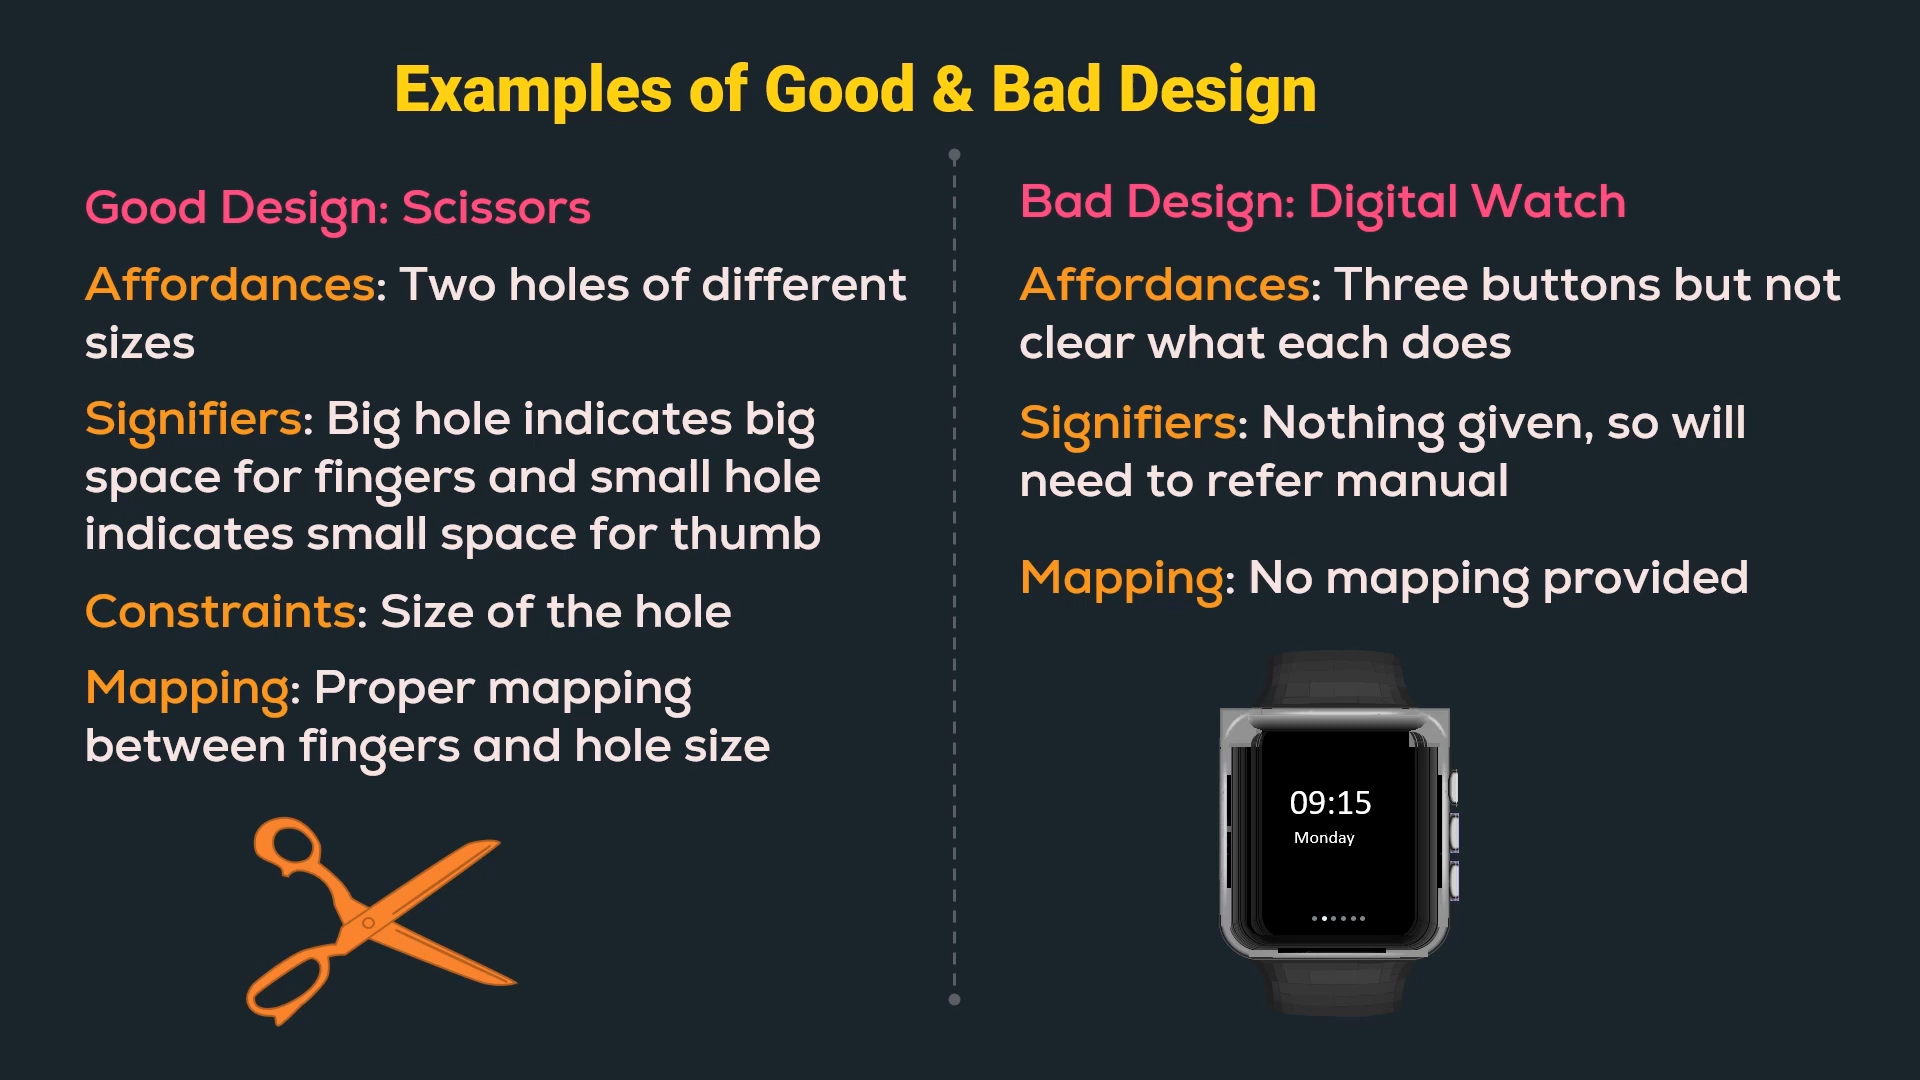 Examples of Good & Bad Design
Good Design: Scissors
Affordances: Two holes of different
sizes
Signifiers: Big hole indicates big
space for fingers and small hole
indicates small space for thumb
Constraints: Size of the hole
Mapping: Proper mapping
between fingers and hole size
Bad Design: Digital Watch
Affordances: Three buttons but not
clear what each does
Signifiers: Nothing given, so will
need to refer manual
Mapping: No mapping provided
09:15
Monday